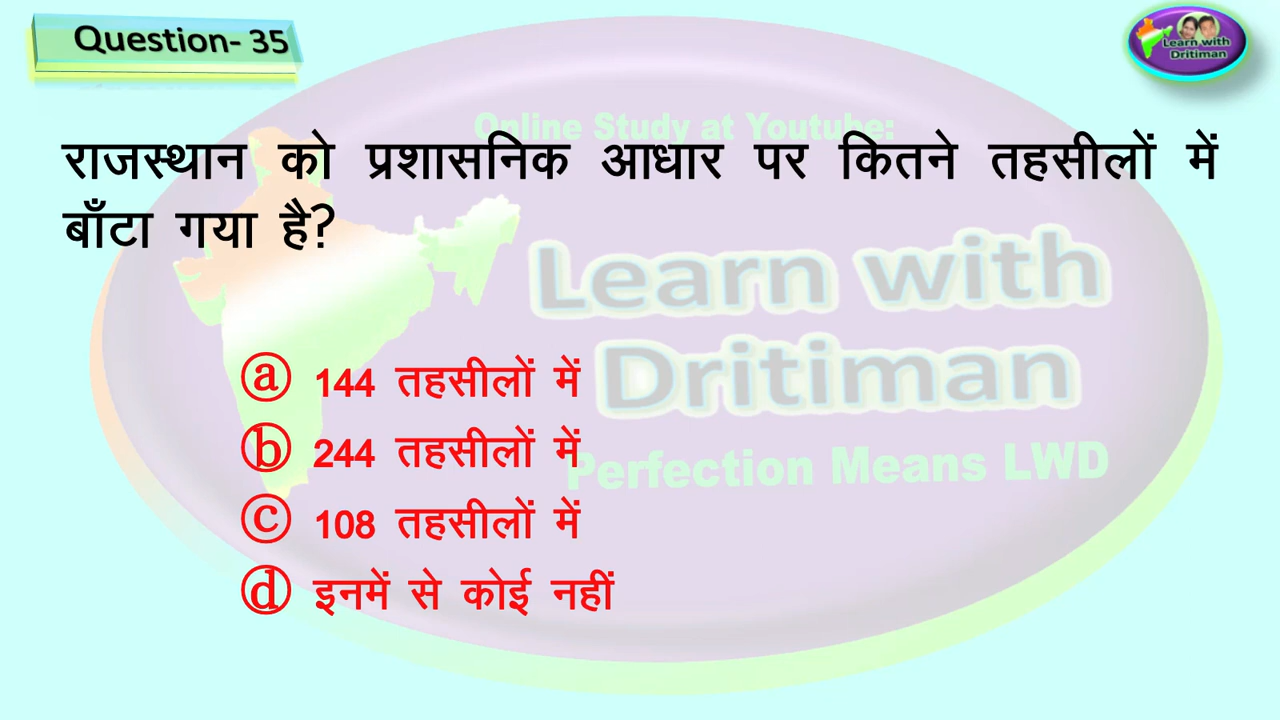 Question- 35
Learn with
Dritiman
Online Study at Youtube:
राजस्थान को प्रशासनिक आधार पर कितने तहसीलों में
बाँटा गया है?
Learn with
Dritiman
ⓐ 144 तहसीलों में
ⓑ 244 तहसीलों में
Perfection Means LWD
ⓒ 108 तहसीलों में
ⓓ इनमें से कोई नहीं